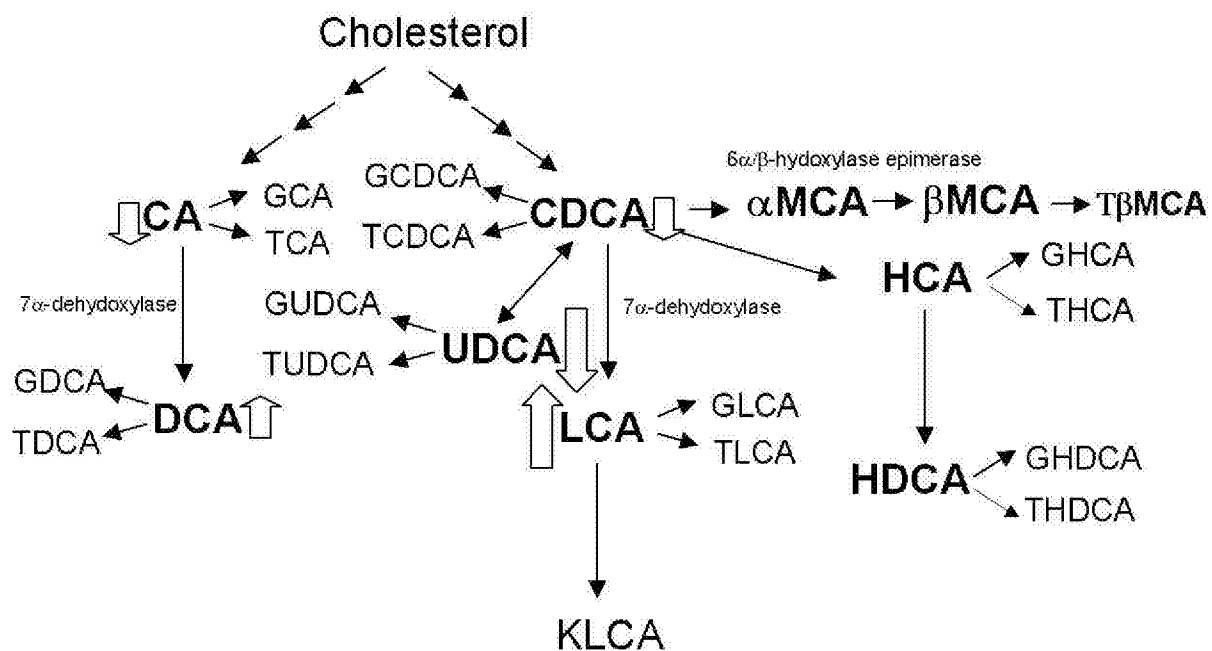 Cholesterol
6α/β-hydoxylase epimerase
GCDCA
GCA
CA
CDCA
αMCA
βMCA
TβMCA
TCA
TCDCA
GHCA
HCA
THCA
7α-dehydoxylase
GUDCA
7α-dehydoxylase
UDCA
TUDCA
GDCA
DCA
TDCA
LCA
GLCA
TLCA
GHDCA
HDCA
THDCA
KLCA